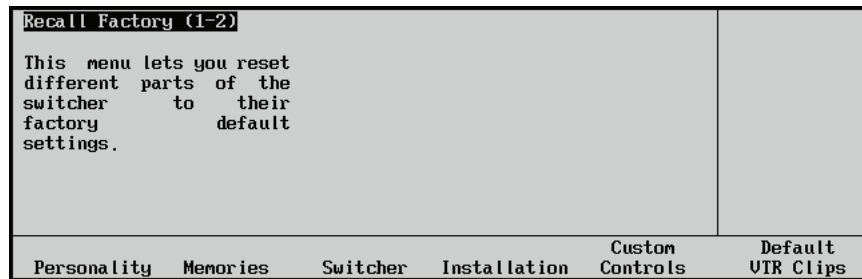 Recall Factory (1-2)
This menu lets you reset
different parts of the
switcher to their
factory default
settings.
Custom Default
Personality Memories Switcher Installation Controls VTR Clips